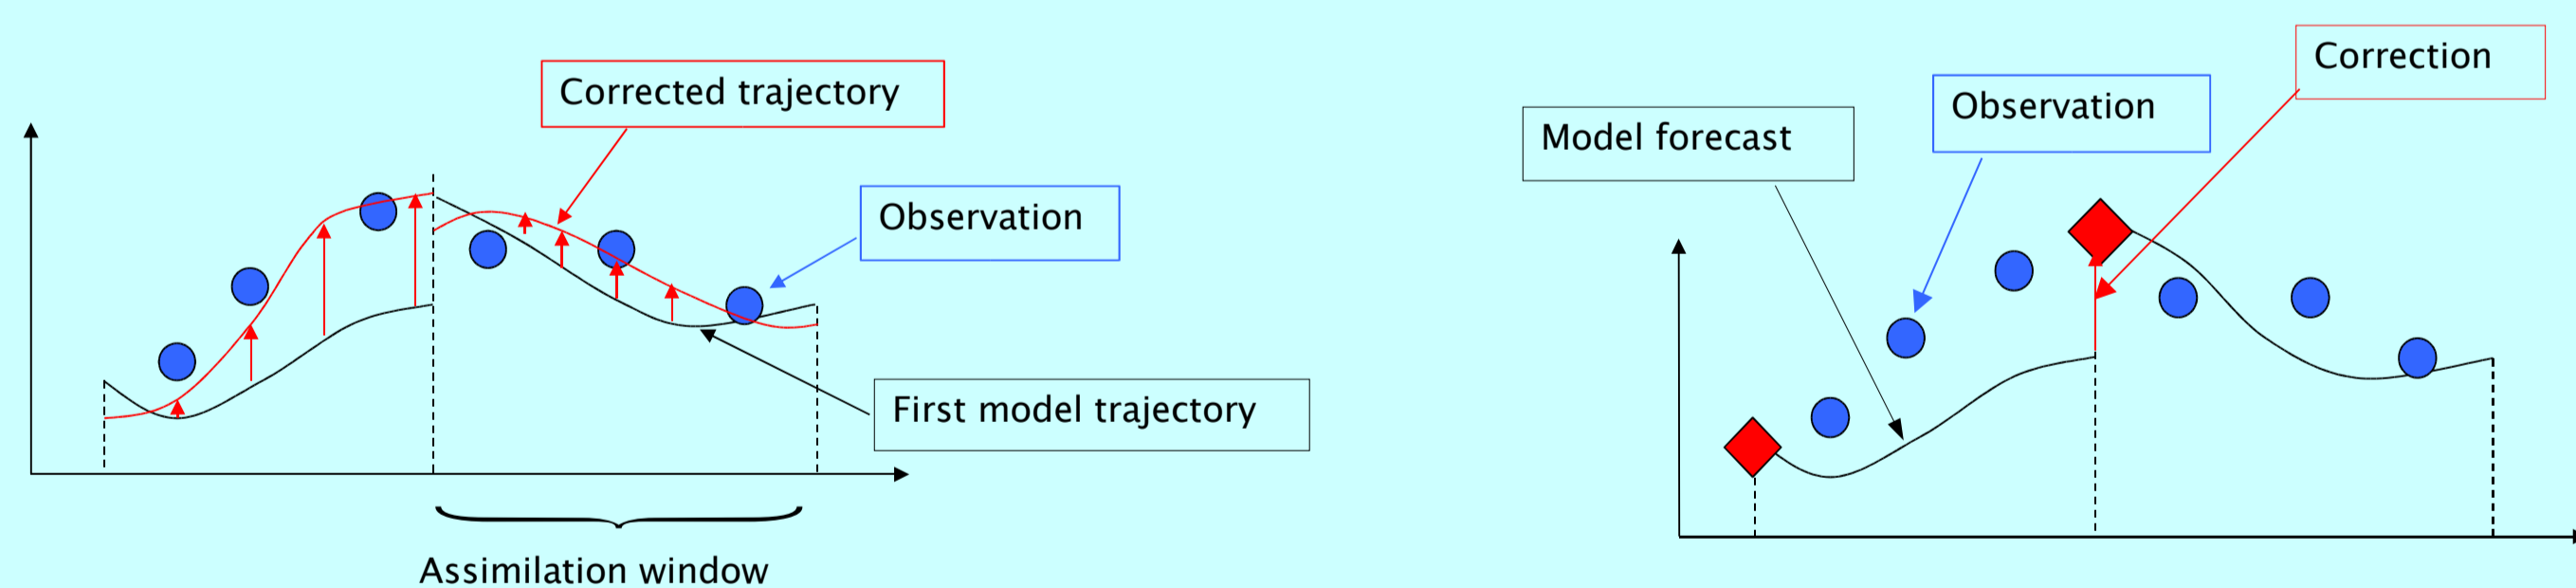 Corrected trajectory
Observation
First model trajectory
Assimilation window
Model forecast
Observation
Correction